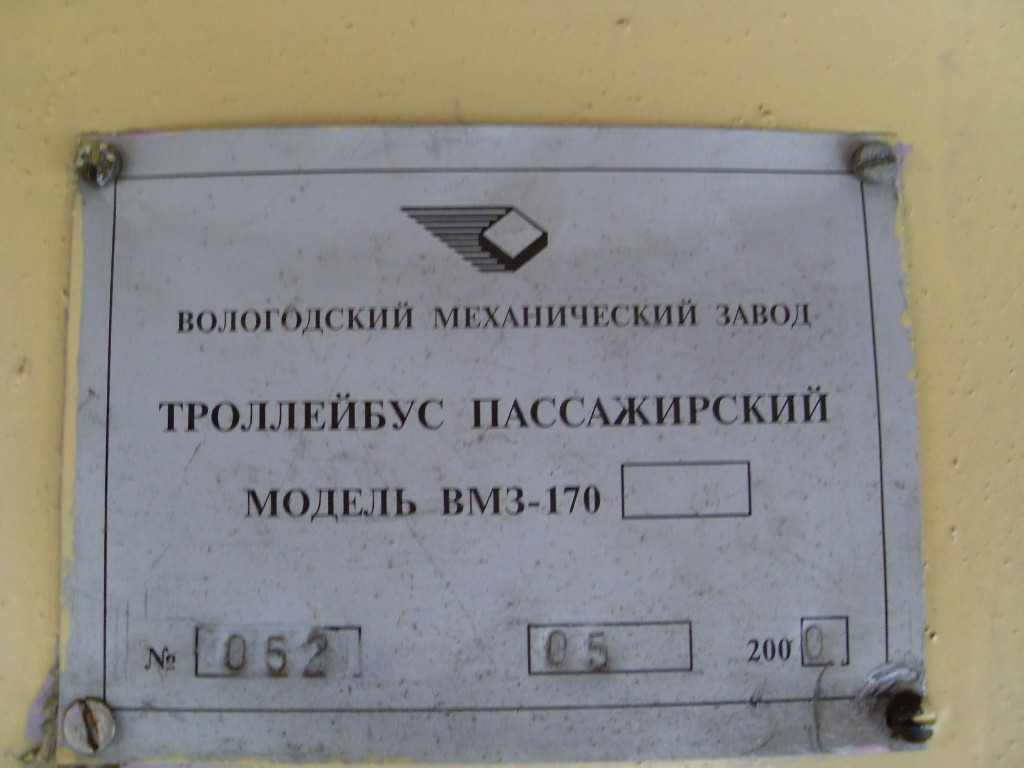 ВОЛОГОДСКИЙ МЕХАНИЧЕСКИЙ ЗАВОД
ТРОЛЛЕЙБУС ПАССАЖИРСКИЙ
МОДЕЛЬ ВМЗ-170
№ 052 05 2000